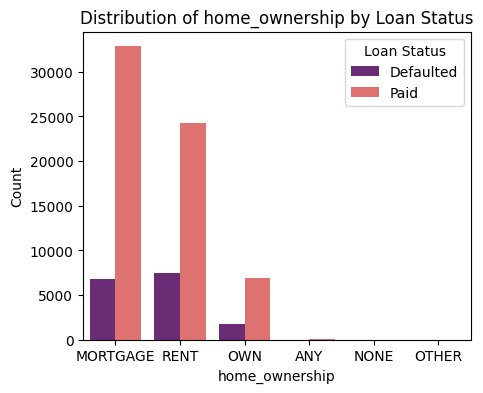 Distribution of home_ownership by Loan Status
Loan Status
Defaulted
Paid
30000
25000
20000
15000
10000
5000
0
Count
MORTGAGE RENT OWN ANY NONE OTHER
home_ownership